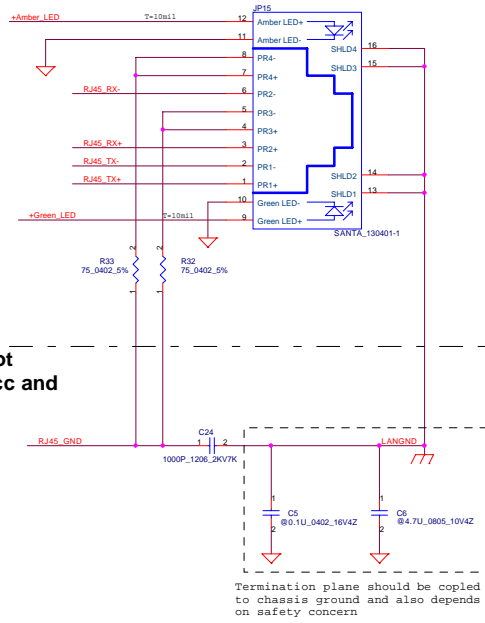 JP15
+Amber_LED T=10mil 12 Amber LED+
11 Amber LED-
SHLD4 16
8 PR4-
SHLD3 15
7 PR4+
RJ45_RX- 6 PR2-
5 PR3-
4 PR3+
RJ45_RX+ 3 PR2+
RJ45_TX- 2 PR1-
SHLD2 14
RJ45_TX+ 1 PR1+
SHLD1 13
10 Green LED-
+Green_LED T=10mil 9 Green LED+
SANTA_130401-1
2 2
R33 R32
75_0402_5% 75_0402_5%
1 1
ot
cc and
C24
RJ45_GND 1 2 LANGND
1000P_1206_2KV7K
1 1
C5 C6
@0.1U_0402_16V4Z @4.7U_0805_10V4Z
2 2
Termination plane should be copled
to chassis ground and also depends
on safety concern